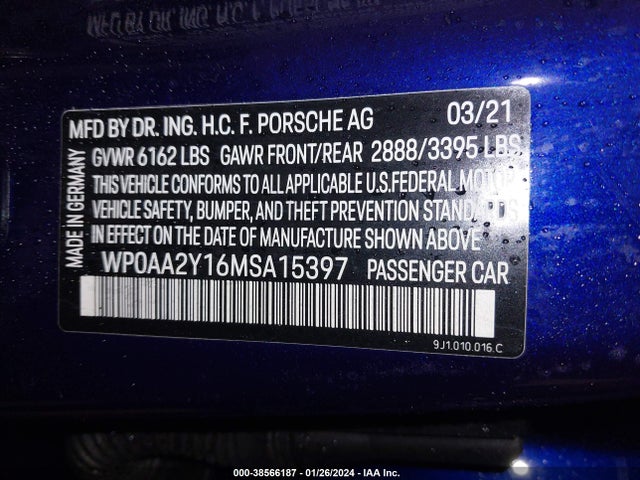 MFD BY DR. ING. H.C. F. PORSCHE AG 03/21
GVWR 6162 LBS GAWR FRONT/REAR 2888/3395 LBS
THIS VEHICLE CONFORMS TO ALL APPLICABLE U.S. FEDERAL MOTOR
VEHICLE SAFETY, BUMPER, AND THEFT PREVENTION STANDARDS
IN EFFECT ON THE DATE OF MANUFACTURE SHOWN ABOVE
WP0AA2Y16MSA15397 PASSENGER CAR
MADE IN GERMANY
9J1.010.016.C
000-38566187 - 01/26/2024 - IAA Inc.